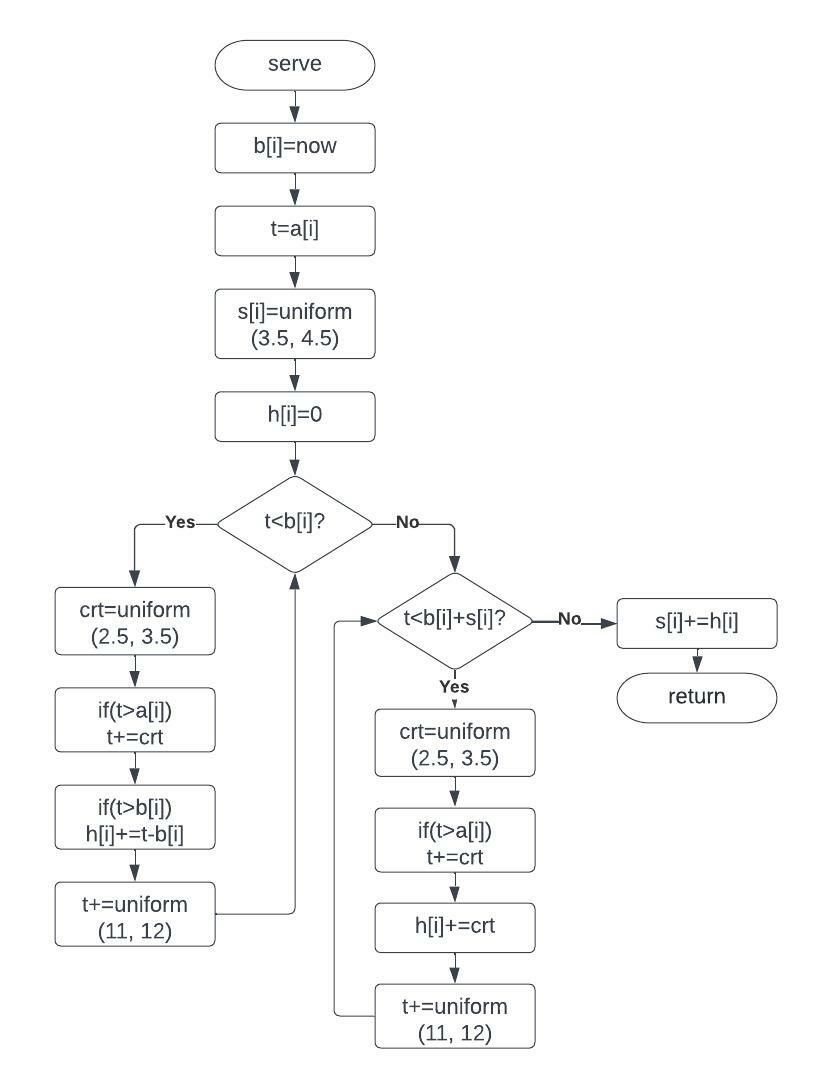 serve
b[i]=now
t=a[i]
s[i]=uniform
(3.5, 4.5)
h[i]=0
t<b[i]?
Yes
No
crt=uniform
(2.5, 3.5)
if(t>a[i])
t+=crt
if(t>b[i])
h[i]+=t-b[i]
t+=uniform
(11, 12)
t<b[i]+s[i]?
No
s[i]+=h[i]
return
Yes
crt=uniform
(2.5, 3.5)
if(t>a[i])
t+=crt
h[i]+=crt
t+=uniform
(11, 12)